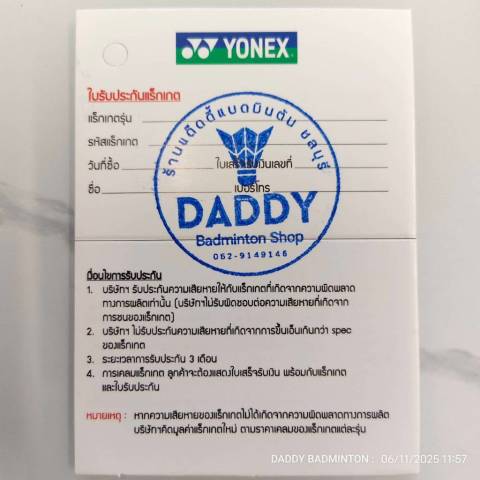 YONEX
ใบรับประกันแร็กเกต
แร็กเกตรุ่น
รหัสแร็กเกต
วันที่ซื้อ ใบเสร็จรับเงินเลขที่
ชื่อ เบอร์โทร
ร้านแด๊ดดี้แบดมินตัน ชลบุรี
DADDY
Badminton Shop
062-9149146
เงื่อนไขการรับประกัน
1. บริษัทฯ รับประกันความเสียหายให้กับแร็กเกตที่เกิดจากความผิดพลาด
ทางการผลิตเท่านั้น (บริษัทฯไม่รับผิดชอบต่อความเสียหายที่เกิดจาก
การชนของแร็กเกต)
2. บริษัทฯ ไม่รับประกันความเสียหายที่เกิดจากการขึ้นเอ็นเกินกว่า spec
ของแร็กเกต
3. ระยะเวลาการรับประกัน 3 เดือน
4. การเคลมแร็กเกต ลูกค้าจะต้องแสดงใบเสร็จรับเงิน พร้อมกับแร็กเกต
และใบรับประกัน
หมายเหตุ : หากความเสียหายของแร็กเกตไม่ได้เกิดจากความผิดพลาดทางการผลิต
บริษัทฯคิดมูลค่าแร็กเกตใหม่ ตามราคาเคลมของแร็กเกตแต่ละรุ่น
DADDY BADMINTON : 06/11/2025 11:57